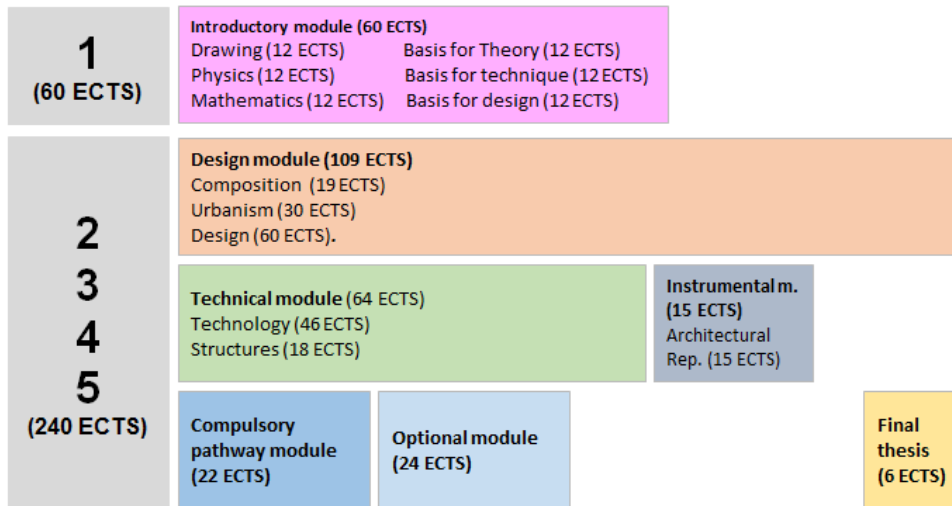 1
(60 ECTS)
Introductory module (60 ECTS)
Drawing (12 ECTS) Basis for Theory (12 ECTS)
Physics (12 ECTS) Basis for technique (12 ECTS)
Mathematics (12 ECTS) Basis for design (12 ECTS)
2
3
4
5
(240 ECTS)
Design module (109 ECTS)
Composition (19 ECTS)
Urbanism (30 ECTS)
Design (60 ECTS).
Technical module (64 ECTS)
Technology (46 ECTS)
Structures (18 ECTS)
Instrumental m.
(15 ECTS)
Architectural
Rep. (15 ECTS)
Compulsory
pathway module
(22 ECTS)
Optional module
(24 ECTS)
Final
thesis
(6 ECTS)